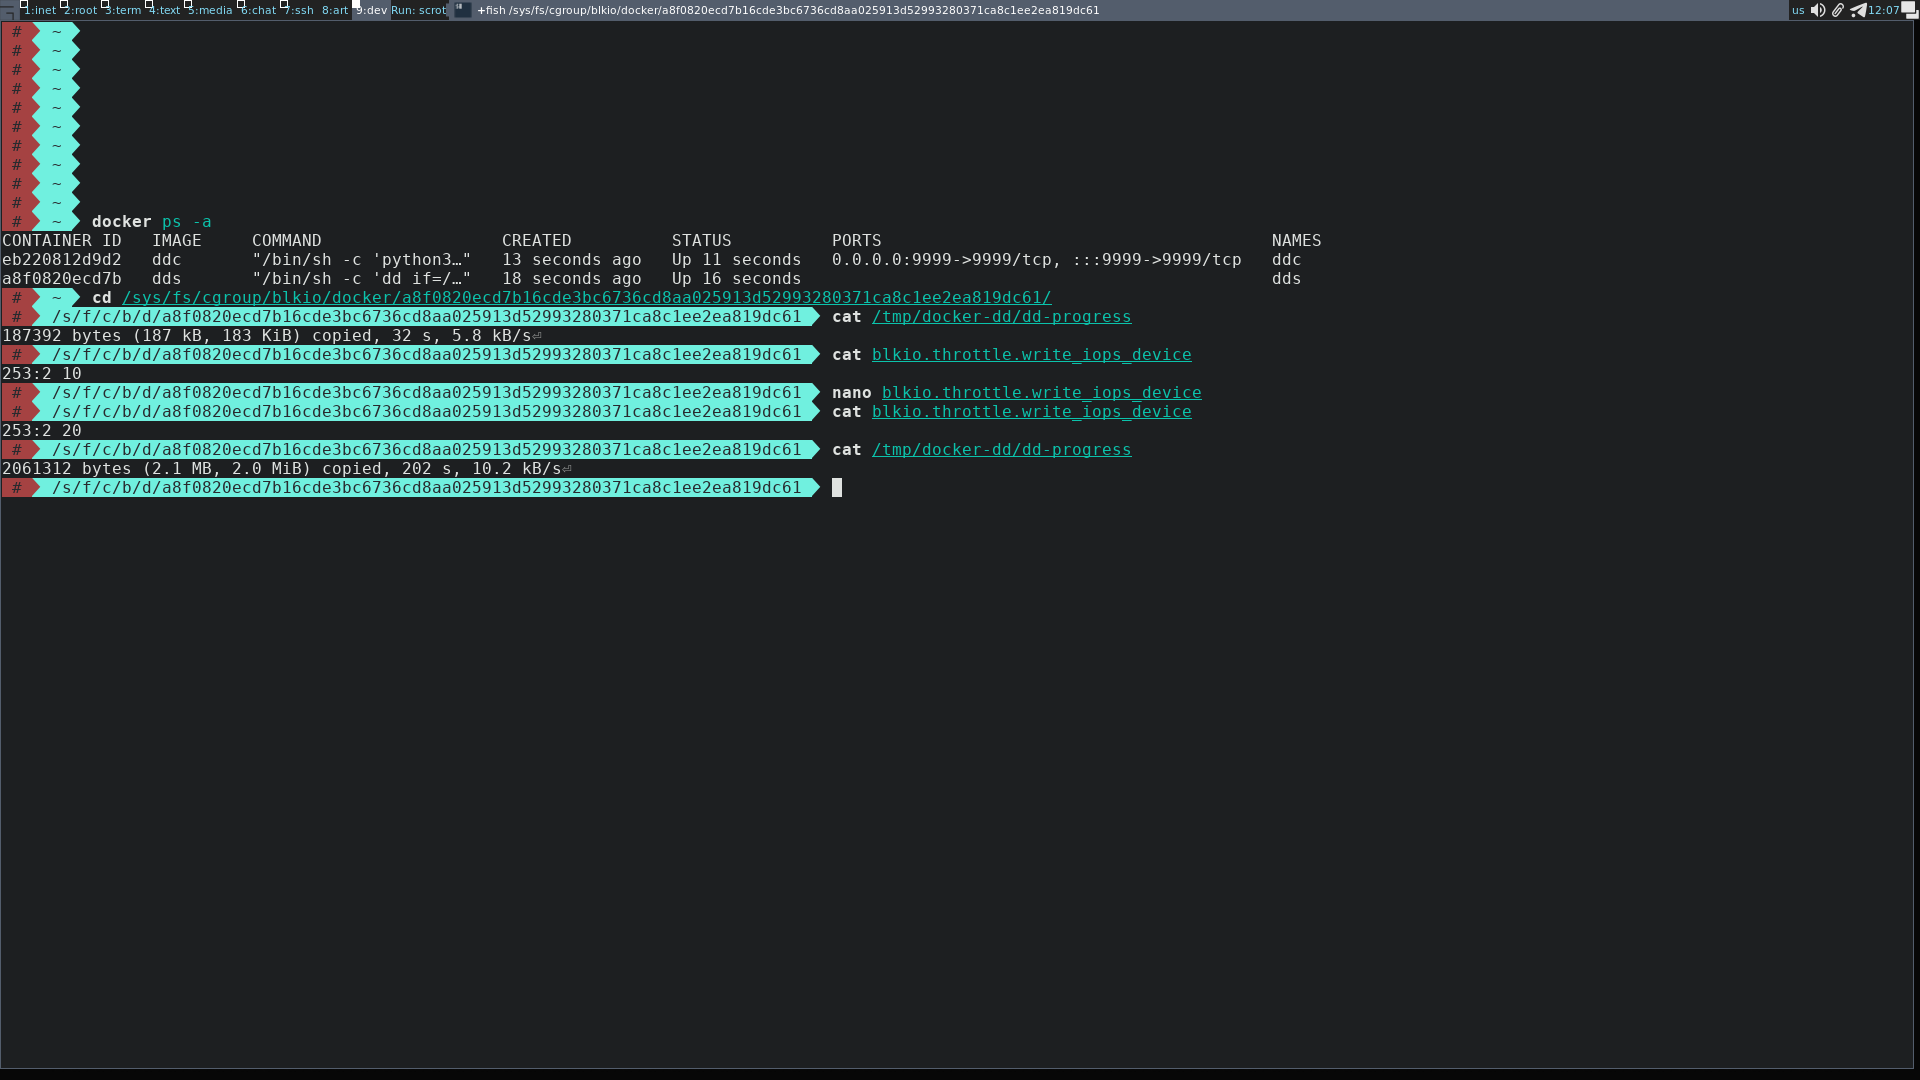 1:inet 2:root 3:term 4:text 5:media 6:chat 7:ssh 8:art 9:dev Run: scrot +fish /sys/fs/cgroup/blkio/docker/a8f0820ecd7b16cde3bc6736cd8aa025913d52993280371ca8c1ee2ea819dc61 us 12:07
# ~
# ~
# ~
# ~
# ~
# ~
# ~
# ~
# ~
# ~
# ~ docker ps -a
CONTAINER ID IMAGE COMMAND CREATED STATUS PORTS NAMES
eb220812d9d2 ddc "/bin/sh -c 'python3…" 13 seconds ago Up 11 seconds 0.0.0.0:9999->9999/tcp, :::9999->9999/tcp ddc
a8f0820ecd7b dds "/bin/sh -c 'dd if=/…" 18 seconds ago Up 16 seconds dds
# ~ cd /sys/fs/cgroup/blkio/docker/a8f0820ecd7b16cde3bc6736cd8aa025913d52993280371ca8c1ee2ea819dc61/
# /s/f/c/b/d/a8f0820ecd7b16cde3bc6736cd8aa025913d52993280371ca8c1ee2ea819dc61 cat /tmp/docker-dd/dd-progress
187392 bytes (187 kB, 183 KiB) copied, 32 s, 5.8 kB/s⏎
# /s/f/c/b/d/a8f0820ecd7b16cde3bc6736cd8aa025913d52993280371ca8c1ee2ea819dc61 cat blkio.throttle.write_iops_device
253:2 10
# /s/f/c/b/d/a8f0820ecd7b16cde3bc6736cd8aa025913d52993280371ca8c1ee2ea819dc61 nano blkio.throttle.write_iops_device
# /s/f/c/b/d/a8f0820ecd7b16cde3bc6736cd8aa025913d52993280371ca8c1ee2ea819dc61 cat blkio.throttle.write_iops_device
253:2 20
# /s/f/c/b/d/a8f0820ecd7b16cde3bc6736cd8aa025913d52993280371ca8c1ee2ea819dc61 cat /tmp/docker-dd/dd-progress
2061312 bytes (2.1 MB, 2.0 MiB) copied, 202 s, 10.2 kB/s⏎
# /s/f/c/b/d/a8f0820ecd7b16cde3bc6736cd8aa025913d52993280371ca8c1ee2ea819dc61